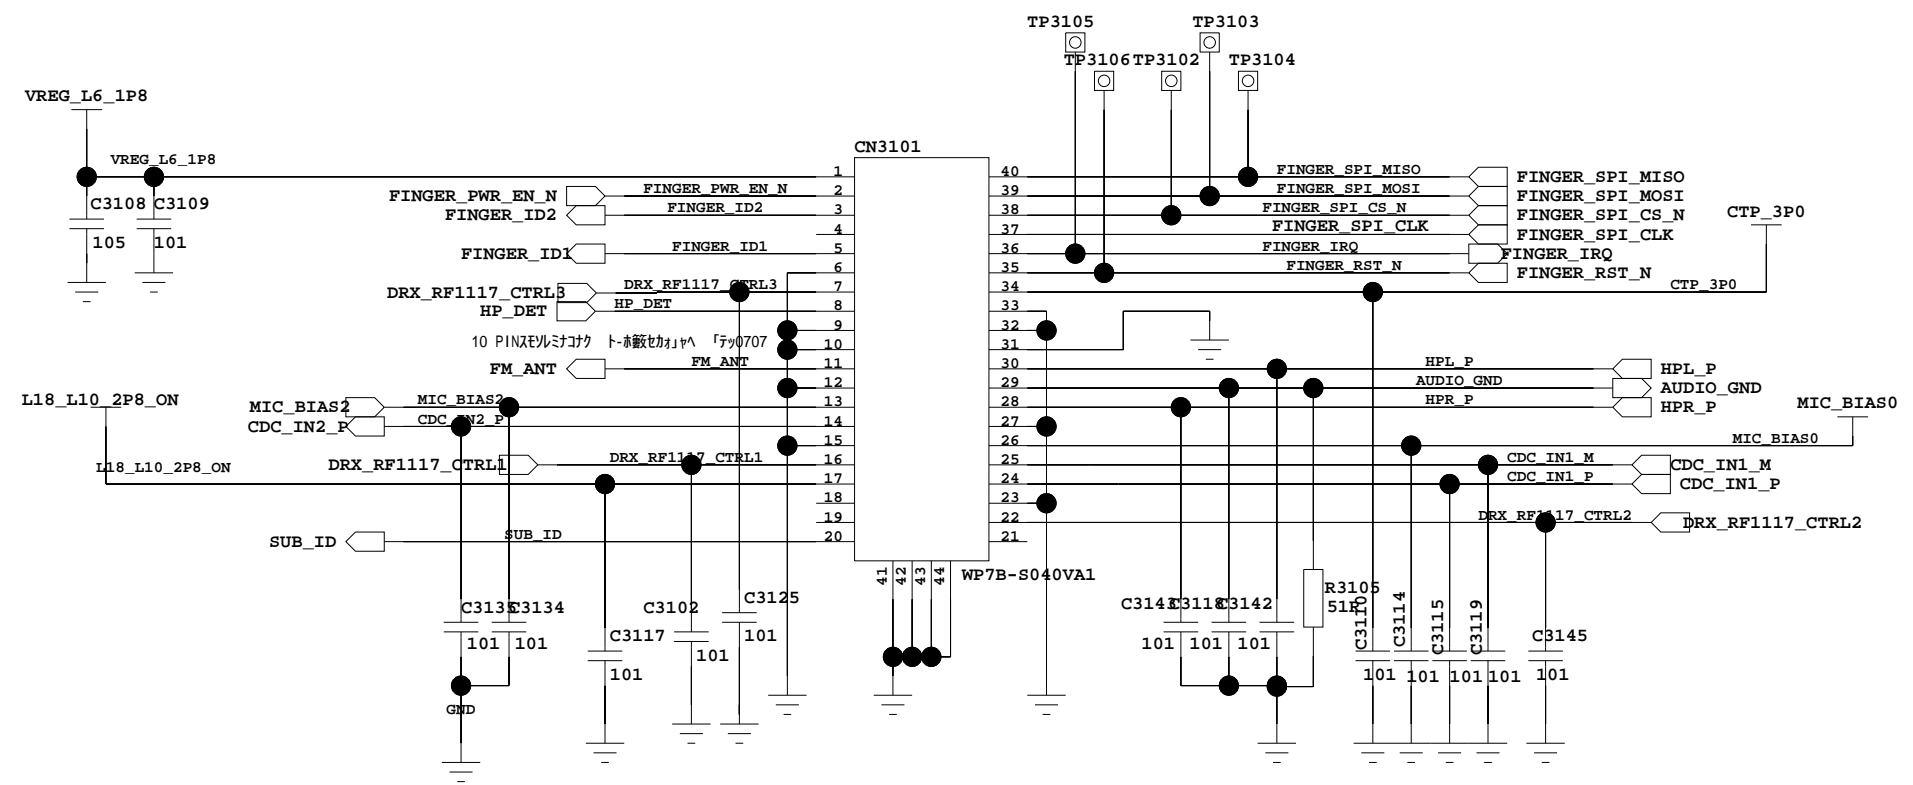 TP3105
TP3103
TP3106
TP3102
TP3104
VREG_L6_1P8
VREG_L6_1P8
C3108
105
C3109
101
CN3101
FINGER_PWR_EN_N
FINGER_PWR_EN_N
FINGER_ID2
FINGER_ID2
FINGER_ID1
FINGER_ID1
DRX_RF1117_CTRL3
DRX_RF1117_CTRL3
HP_DET
HP_DET
10 PIN
0707
FM_ANT
FM_ANT
L18_L10_2P8_ON
MIC_BIAS2
MIC_BIAS2
CDC_IN2_P
CDC_IN2_P
DRX_RF1117_CTRL1
DRX_RF1117_CTRL1
L18_L10_2P8_ON
SUB_ID
SUB_ID
1
2
3
4
5
6
7
8
9
10
11
12
13
14
15
16
17
18
19
20
40
39
38
37
36
35
34
33
32
31
30
29
28
27
26
25
24
23
22
21
41
42
43
44
WP7B-S040VA1
FINGER_SPI_MISO
FINGER_SPI_MISO
FINGER_SPI_MOSI
FINGER_SPI_MOSI
FINGER_SPI_CS_N
FINGER_SPI_CS_N
FINGER_SPI_CLK
FINGER_SPI_CLK
FINGER_IRQ
FINGER_IRQ
FINGER_RST_N
FINGER_RST_N
CTP_3P0
CTP_3P0
HPL_P
HPL_P
AUDIO_GND
AUDIO_GND
HPR_P
HPR_P
MIC_BIAS0
MIC_BIAS0
CDC_IN1_M
CDC_IN1_M
CDC_IN1_P
CDC_IN1_P
DRX_RF1117_CTRL2
DRX_RF1117_CTRL2
C3135
101
C3134
101
GND
C3117
101
C3102
101
C3125
101
C3143
101
C3118
101
C3142
101
R3105
51R
C3110
101
C3114
101
C3115
101
C3119
101
C3145
101